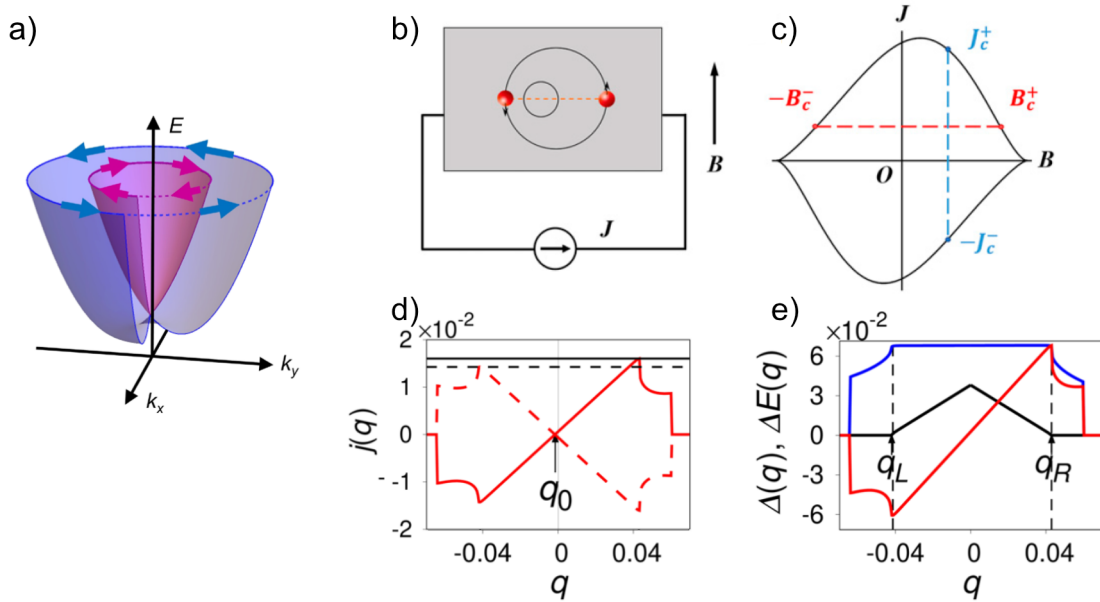 a)
E
k_y
k_x
b)
B
J
c)
J
J_c^+
-B_c^-
B_c^+
O
B
-J_c^-
d)
×10^-2
2
1
0
-1
-2
j(q)
q_0
-0.04
0
0.04
q
e)
×10^-2
6
3
0
-3
-6
Δ(q), ΔE(q)
q_L
q_R
-0.04
0
0.04
q